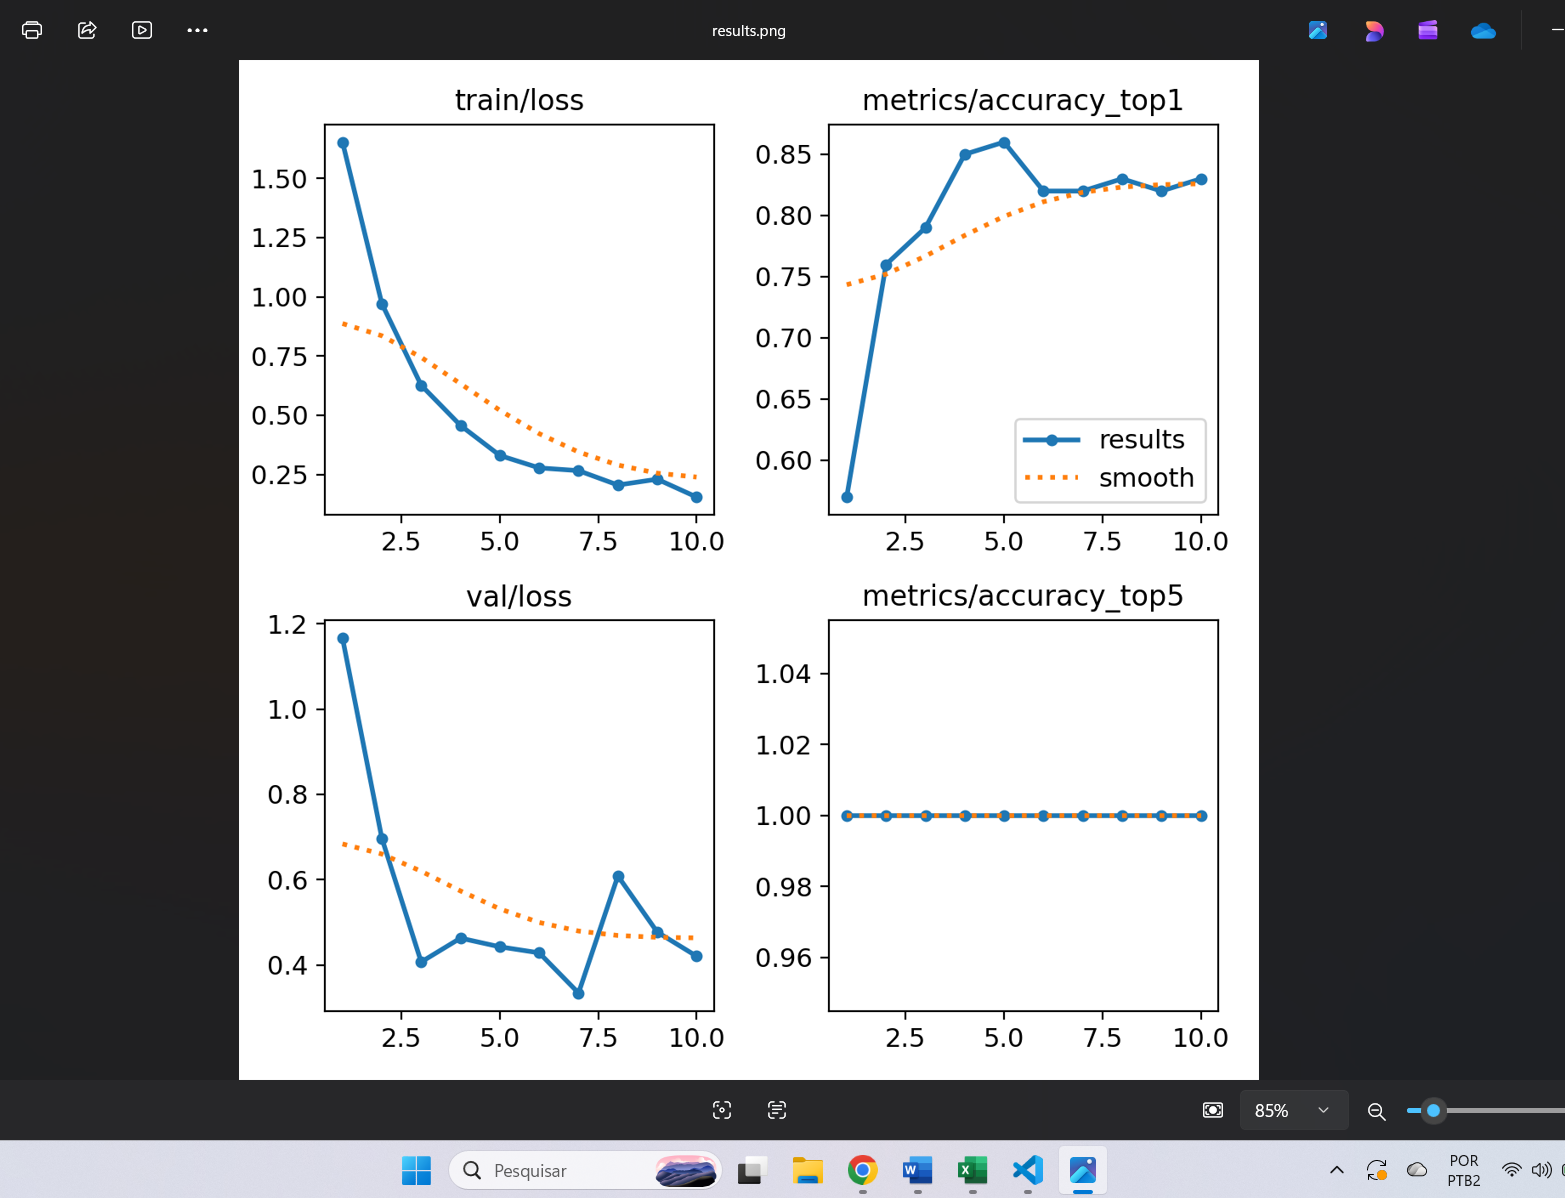 results.png
train/loss
1.50
1.25
1.00
0.75
0.50
0.25
2.5 5.0 7.5 10.0
metrics/accuracy_top1
0.85
0.80
0.75
0.70
0.65
0.60
results
smooth
2.5 5.0 7.5 10.0
val/loss
1.2
1.0
0.8
0.6
0.4
2.5 5.0 7.5 10.0
metrics/accuracy_top5
1.04
1.02
1.00
0.98
0.96
2.5 5.0 7.5 10.0
85%
Pesquisar
W
X
POR
PTB2